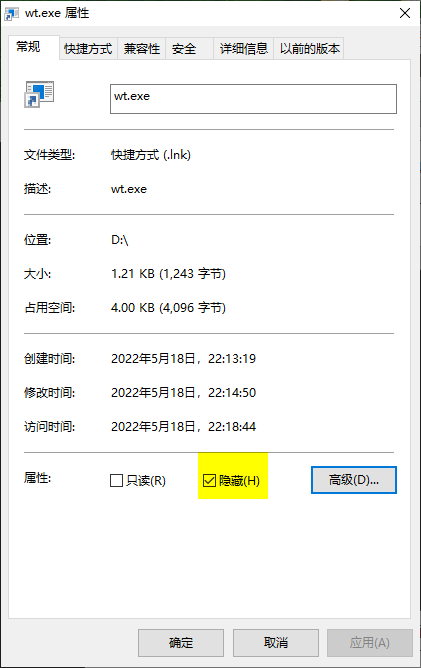 wt.exe 属性
常规 快捷方式 兼容性 安全 详细信息 以前的版本
wt.exe
文件类型: 快捷方式 (.lnk)
描述: wt.exe
位置: D:\
大小: 1.21 KB (1,243 字节)
占用空间: 4.00 KB (4,096 字节)
创建时间: 2022年5月18日，22:13:19
修改时间: 2022年5月18日，22:14:50
访问时间: 2022年5月18日，22:18:44
属性: 只读(R) 隐藏(H) 高级(D)...
确定 取消 应用(A)